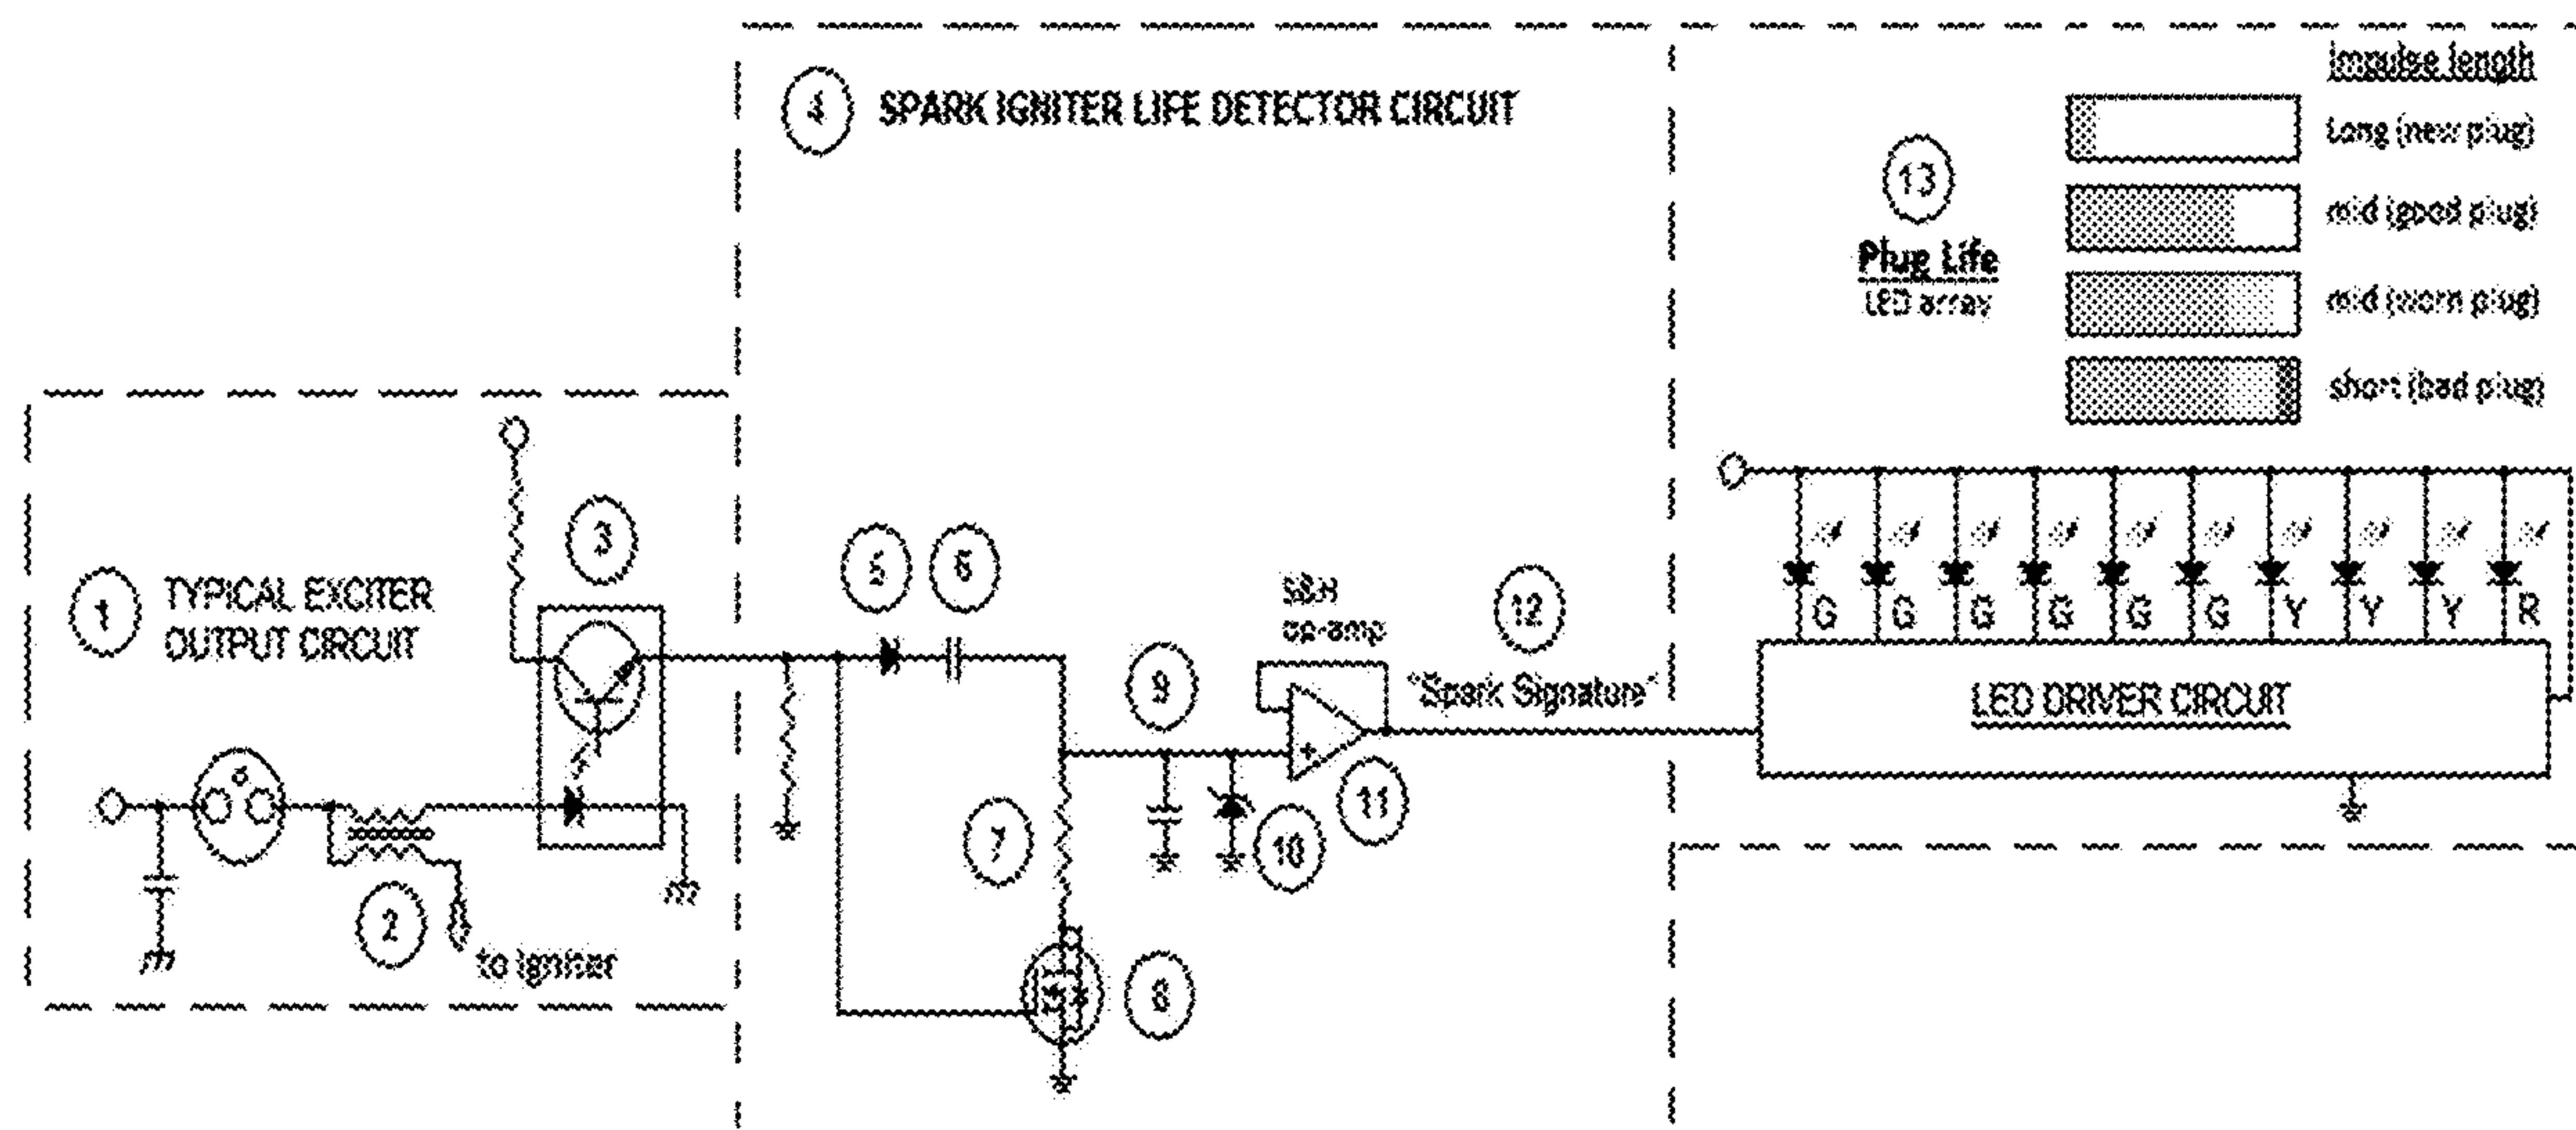 4 SPARK IGNITER LIFE DETECTOR CIRCUIT
impulse length
Long (new plug)
mid (good plug)
mid (worn plug)
short (bad plug)
13
Plug Life
LED array
1 TYPICAL EXCITER
OUTPUT CIRCUIT
3
2
to igniter
5 6
7
8
9
10
11
S&H
op-amp
+
12
"Spark Signature"
G G G G G G Y Y Y R
LED DRIVER CIRCUIT